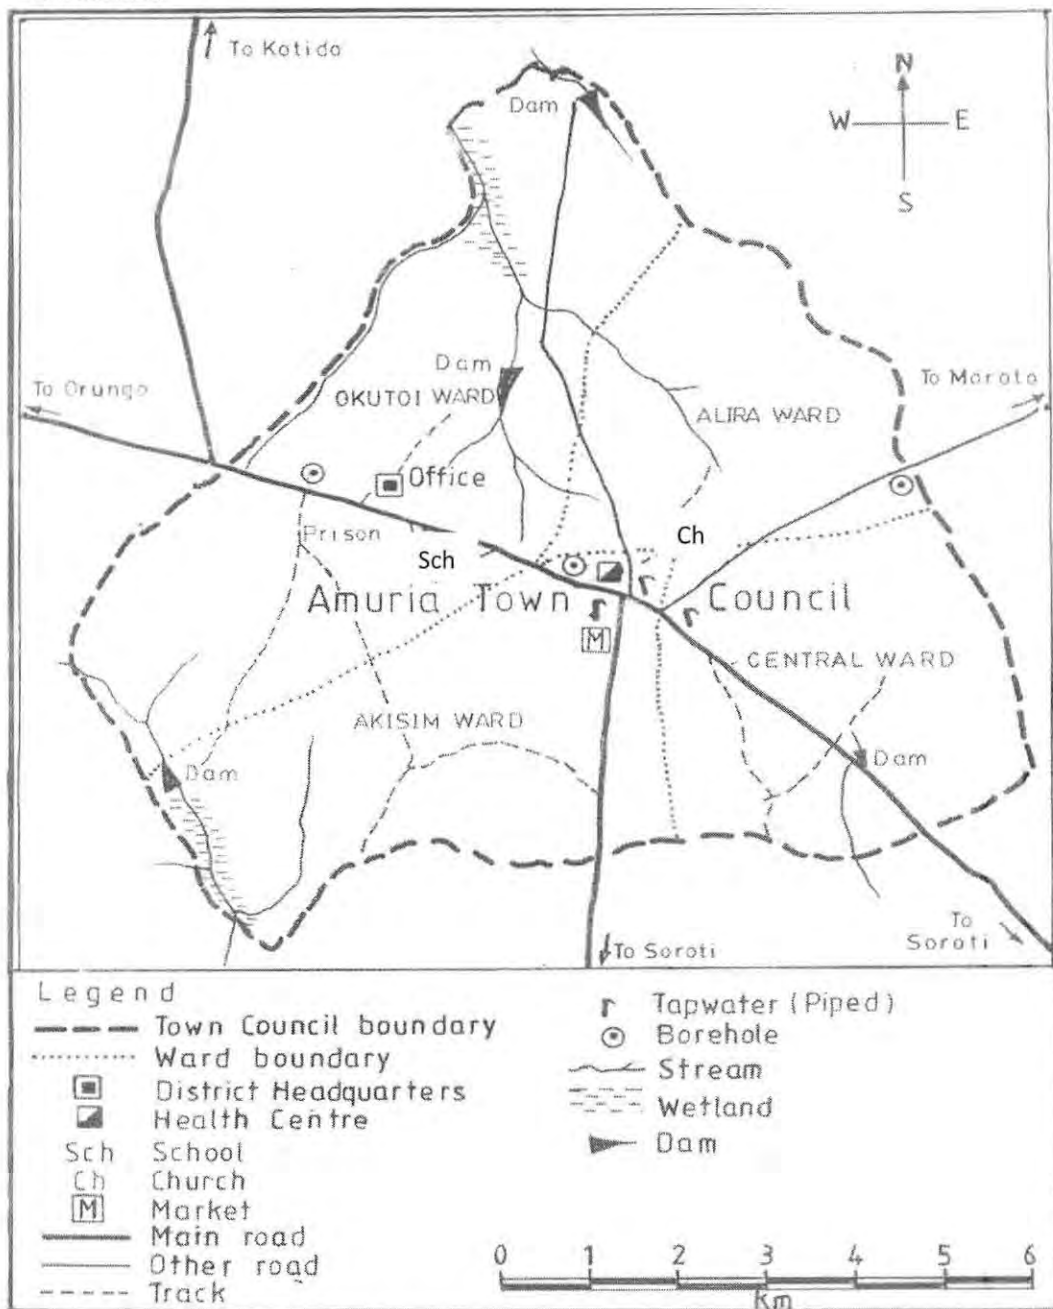 To Kotido
N
W E
S
Dam
To Orungo
Dam
To Moroto
OKUTOI WARD
ALIRA WARD
Office
Prison
Sch
Ch
Amuria Town Council
M
CENTRAL WARD
AKISIM WARD
Dam
Dam
To Soroti
To
Soroti
Legend
Town Council boundary
Ward boundary
District Headquarters
Health Centre
Sch School
Ch Church
M Market
Main road
Other road
Track
Tapwater (Piped)
Borehole
Stream
Wetland
Dam
0 1 2 3 4 5 6
Km